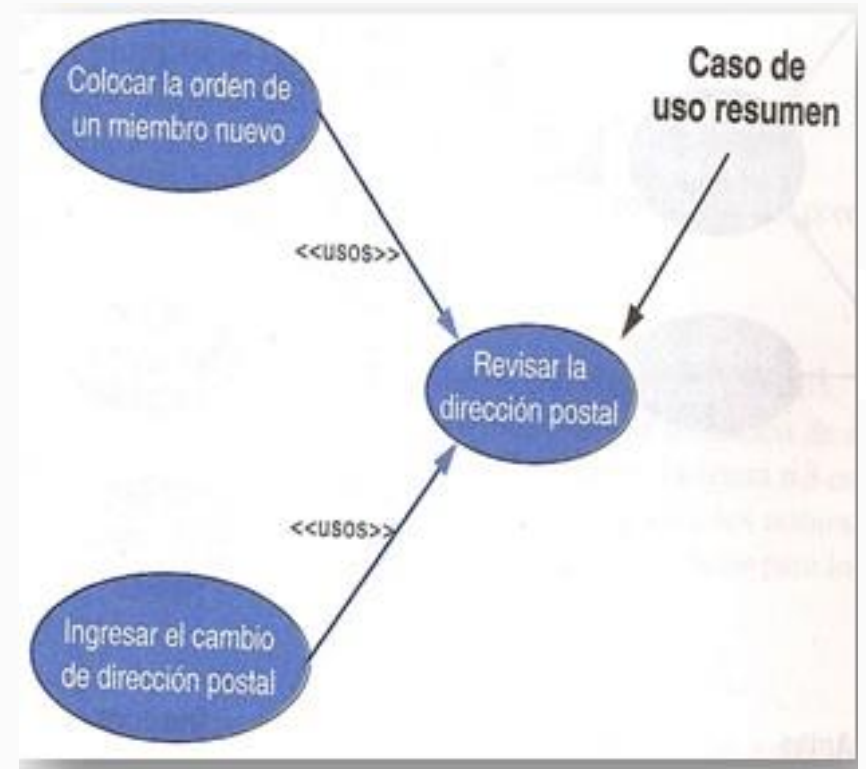 Colocar la orden de
un miembro nuevo
Caso de
uso resumen
<<usos>>
Revisar la
dirección postal
<<usos>>
Ingresar el cambio
de dirección postal